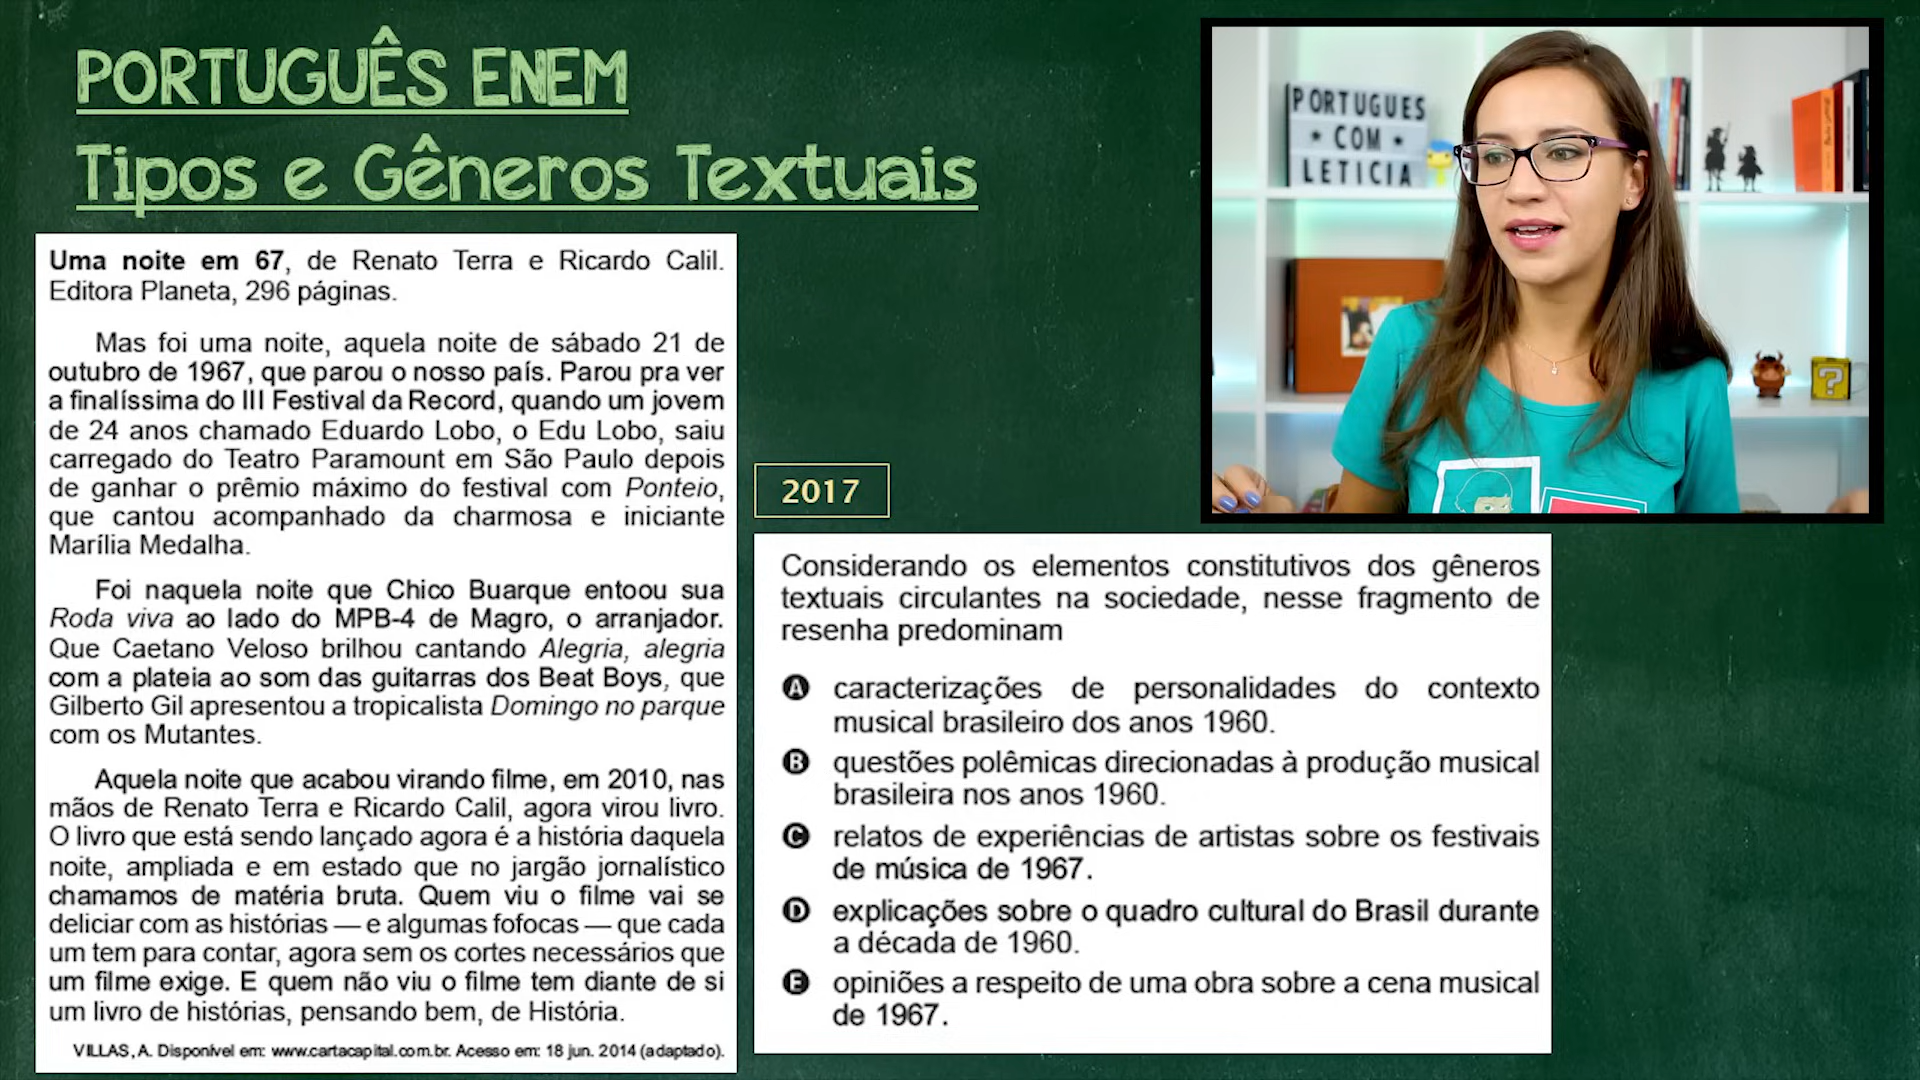 PORTUGUÊS ENEM
Tipos e Gêneros Textuais
PORTUGUES
• COM •
LETICIA
Uma noite em 67, de Renato Terra e Ricardo Calil.
Editora Planeta, 296 páginas.
Mas foi uma noite, aquela noite de sábado 21 de
outubro de 1967, que parou o nosso país. Parou pra ver
a finalíssima do III Festival da Record, quando um jovem
de 24 anos chamado Eduardo Lobo, o Edu Lobo, saiu
carregado do Teatro Paramount em São Paulo depois
de ganhar o prêmio máximo do festival com Ponteio,
que cantou acompanhado da charmosa e iniciante
Marília Medalha.
Foi naquela noite que Chico Buarque entoou sua
Roda viva ao lado do MPB-4 de Magro, o arranjador.
Que Caetano Veloso brilhou cantando Alegria, alegria
com a plateia ao som das guitarras dos Beat Boys, que
Gilberto Gil apresentou a tropicalista Domingo no parque
com os Mutantes.
Aquela noite que acabou virando filme, em 2010, nas
mãos de Renato Terra e Ricardo Calil, agora virou livro.
O livro que está sendo lançado agora é a história daquela
noite, ampliada e em estado que no jargão jornalístico
chamamos de matéria bruta. Quem viu o filme vai se
deliciar com as histórias — e algumas fofocas — que cada
um tem para contar, agora sem os cortes necessários que
um filme exige. E quem não viu o filme tem diante de si
um livro de histórias, pensando bem, de História.
VILLAS, A. Disponível em: www.cartacapital.com.br. Acesso em: 18 jun. 2014 (adaptado).
2017
Considerando os elementos constitutivos dos gêneros
textuais circulantes na sociedade, nesse fragmento de
resenha predominam
A caracterizações de personalidades do contexto
musical brasileiro dos anos 1960.
B questões polêmicas direcionadas à produção musical
brasileira nos anos 1960.
C relatos de experiências de artistas sobre os festivais
de música de 1967.
D explicações sobre o quadro cultural do Brasil durante
a década de 1960.
E opiniões a respeito de uma obra sobre a cena musical
de 1967.
?